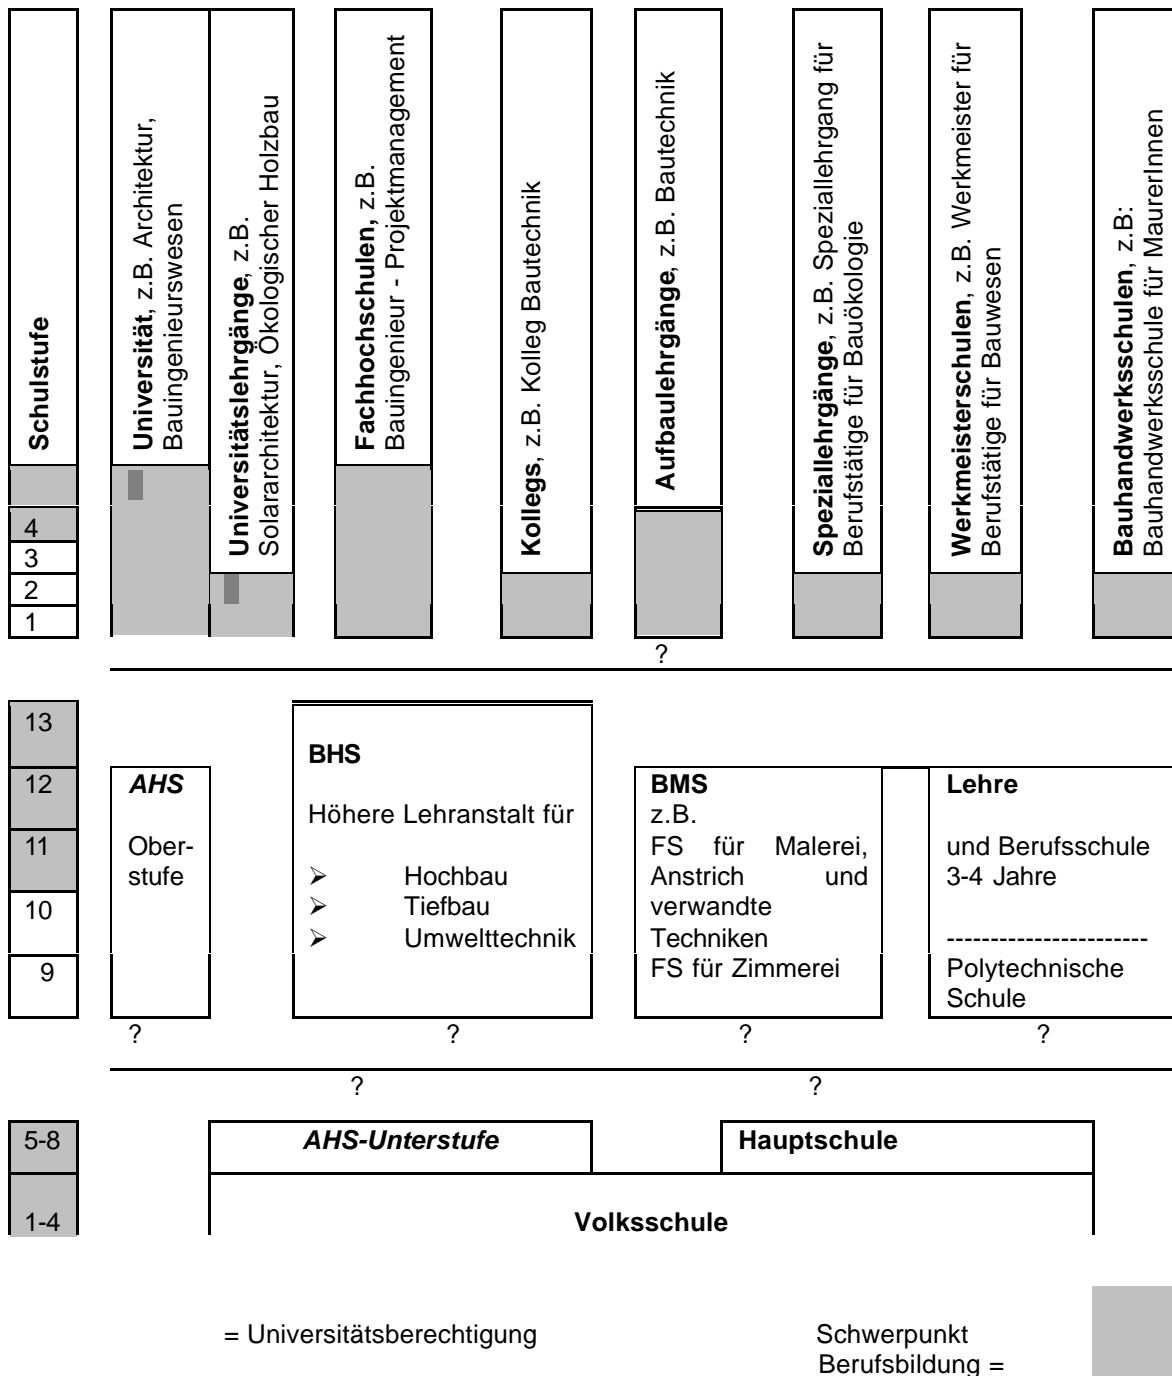 Schulstufe
Universität, z.B. Architektur,
Bauingenieurswesen
Universitätslehrgänge, z.B.
Solararchitektur, Ökologischer Holzbau
Fachhochschulen, z.B.
Bauingenieur - Projektmanagement
Kollegs, z.B. Kolleg Bautechnik
Aufbaulehrgänge, z.B. Bautechnik
Speziallehrgänge, z.B. Speziallehrgang für
Berufstätige für Bauökologie
Werkmeisterschulen, z.B. Werkmeister für
Berufstätige für Bauwesen
Bauhandwerksschulen, z.B:
Bauhandwerksschule für MaurerInnen
4
3
2
1
?
13
12
11
10
9
AHS
Ober-
stufe
BHS
Höhere Lehranstalt für
➢ Hochbau
➢ Tiefbau
➢ Umwelttechnik
BMS
z.B.
FS für Malerei,
Anstrich und
verwandte
Techniken
FS für Zimmerei
Lehre
und Berufsschule
3-4 Jahre
-----------------------
Polytechnische
Schule
? ? ? ?
? ?
5-8
AHS-Unterstufe
Hauptschule
1-4
Volksschule
= Universitätsberechtigung
Schwerpunkt
Berufsbildung =